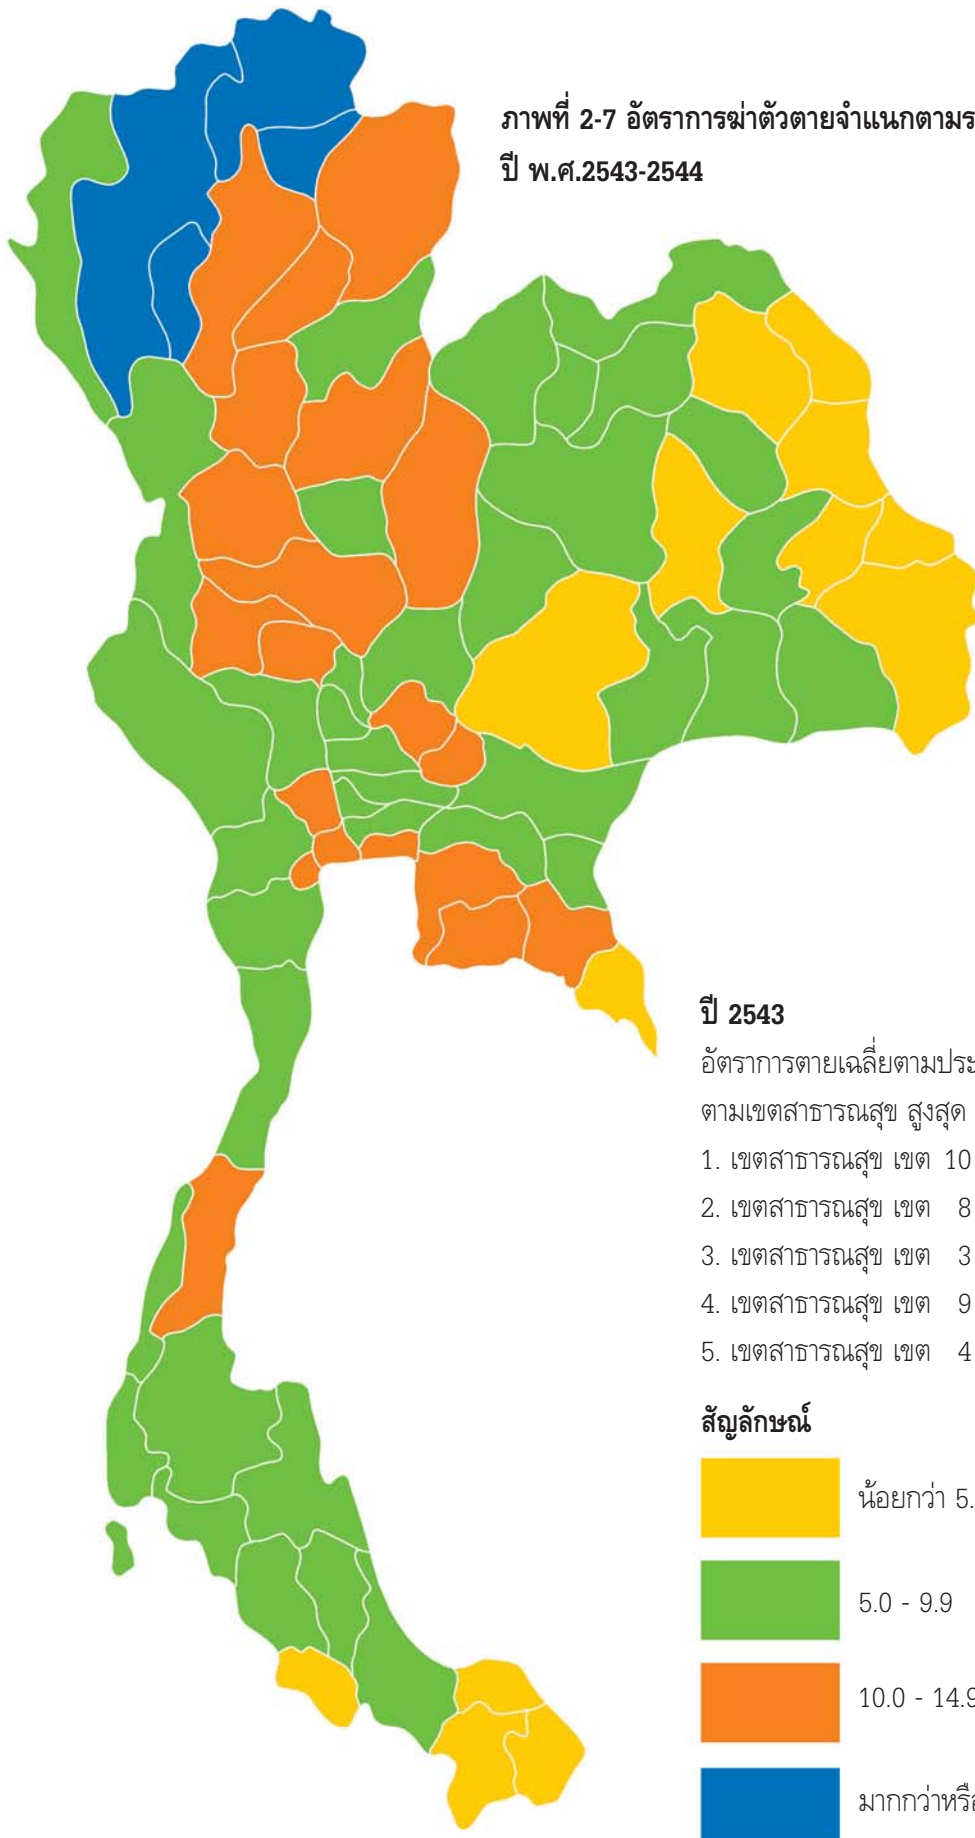 ภาพที่ 2-7 อัตราการฆ่าตัวตายจำแนกตาม
ปี พ.ศ.2543-2544
ปี 2543
อัตราการตายเฉลี่ยตามประ
ตามเขตสาธารณสุข สูงสุด
1. เขตสาธารณสุข เขต 10
2. เขตสาธารณสุข เขต 8
3. เขตสาธารณสุข เขต 3
4. เขตสาธารณสุข เขต 9
5. เขตสาธารณสุข เขต 4
สัญลักษณ์
น้อยกว่า 5.
5.0 - 9.9
10.0 - 14.9
มากกว่าหรือ